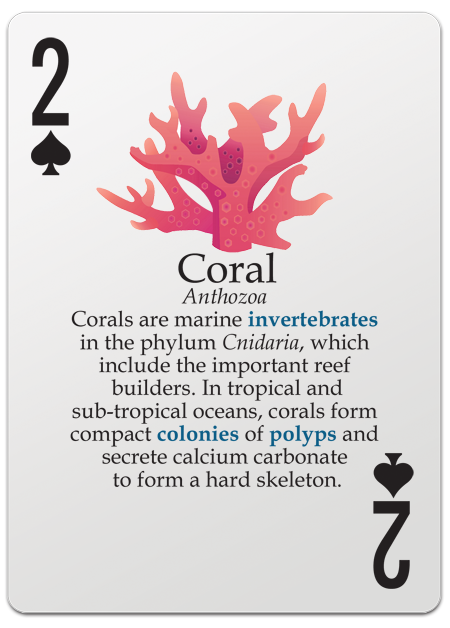 2
Coral
Anthozoa
Corals are marine invertebrates
in the phylum Cnidaria, which
include the important reef
builders. In tropical and
sub-tropical oceans, corals form
compact colonies of polyps and
secrete calcium carbonate
to form a hard skeleton.
2